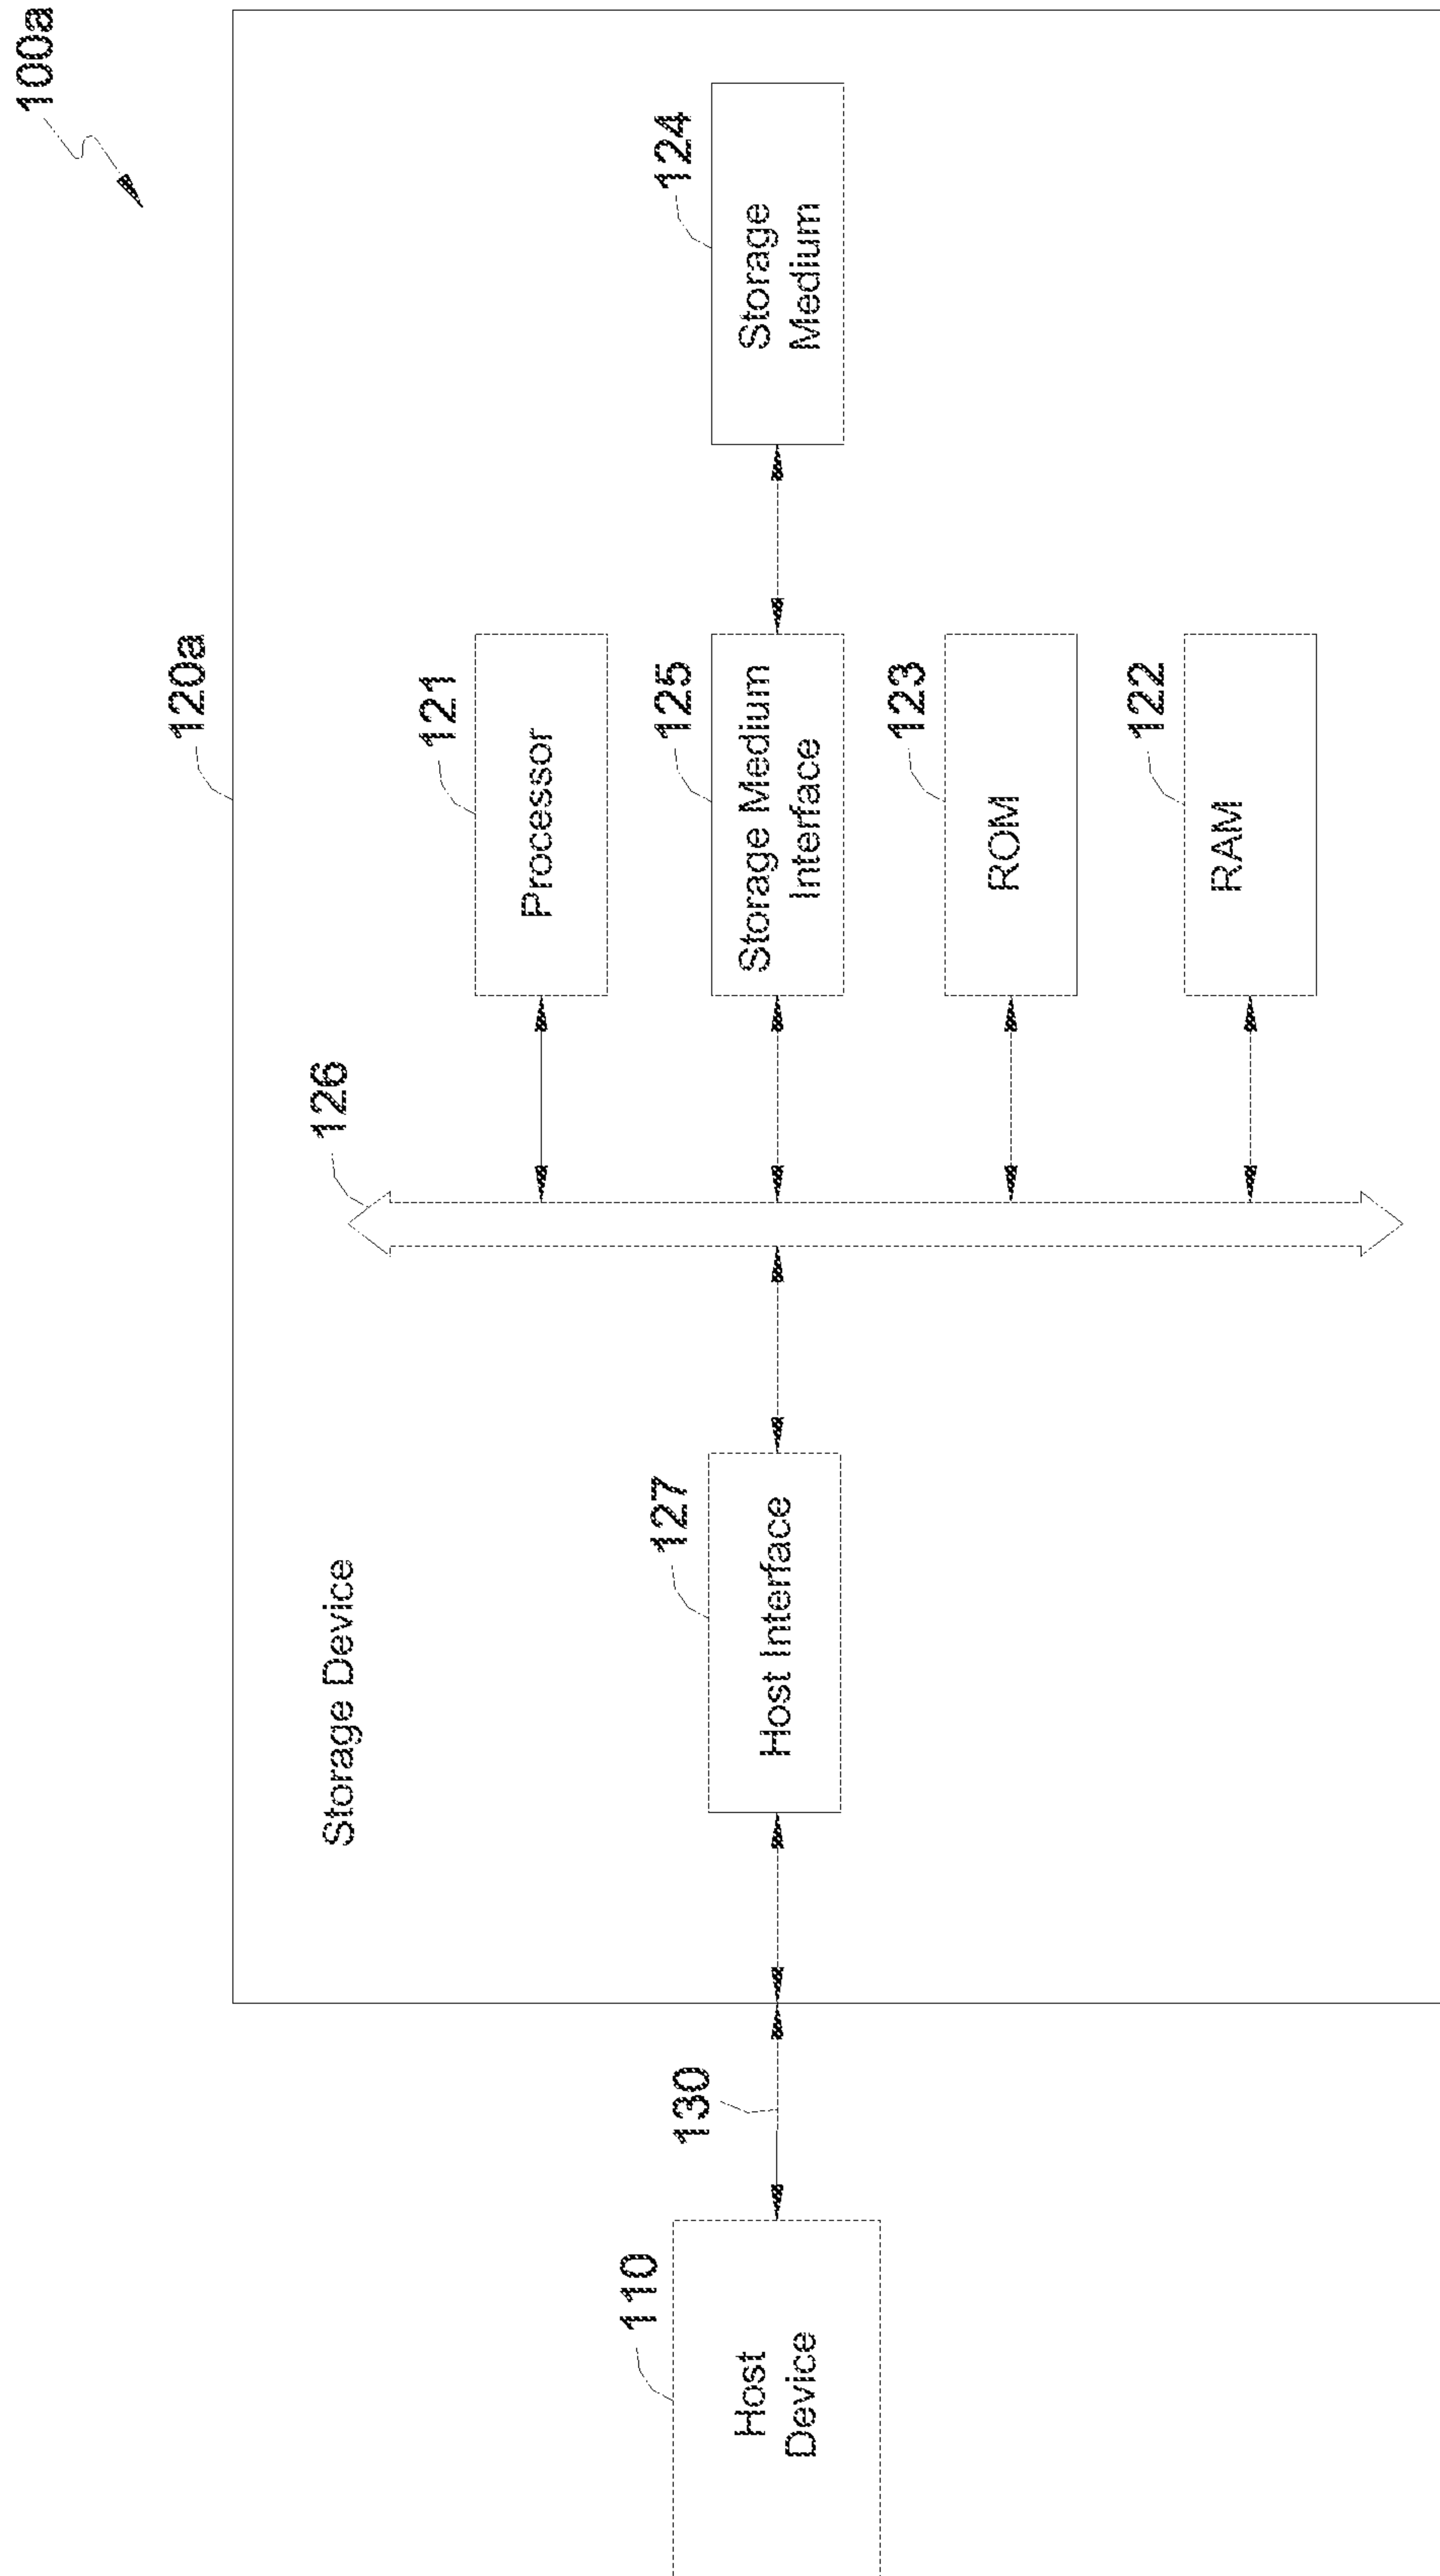 100a
120a
Storage Device
126
121
Processor
110
Host
Device
130
127
Host Interface
125
Storage Medium
Interface
124
Storage
Medium
123
ROM
122
RAM